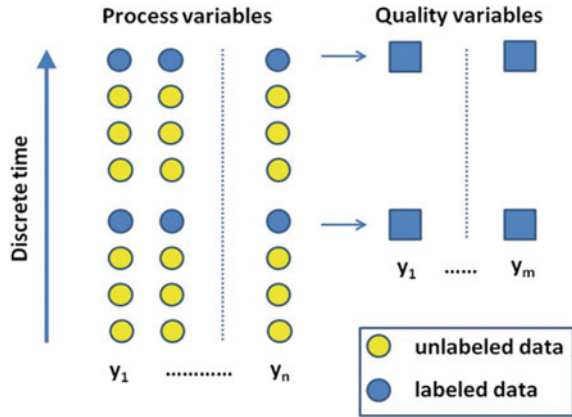 Process variables
Quality variables
Discrete time
y1 ............ yn
y1 ...... ym
unlabeled data
labeled data